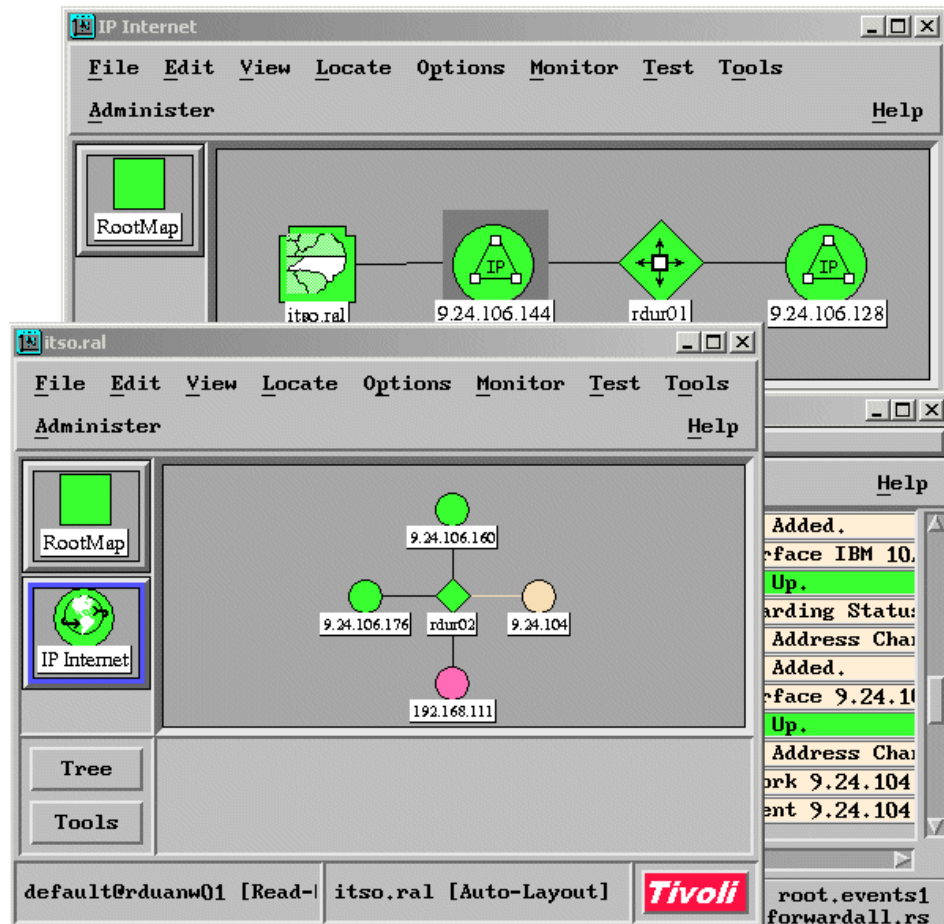 IP Internet
File Edit View Locate Options Monitor Test Tools
Administer Help
RootMap
IP IP
itso.ral 9.24.106.144 rdur01 9.24.106.128
itso.ral
File Edit View Locate Options Monitor Test Tools
Administer Help
RootMap
IP Internet
9.24.106.160
9.24.106.176 rdur02 9.24.104
192.168.111
Tree
Tools
default@rduanw01 [Read- itso.ral [Auto-Layout] Tivoli
Help
Added.
rface IBM 10
Up.
arding Status
Address Cha
Added.
rface 9.24.1
Up.
Address Cha
ork 9.24.104
ent 9.24.104
root.events1
forwardall.rs